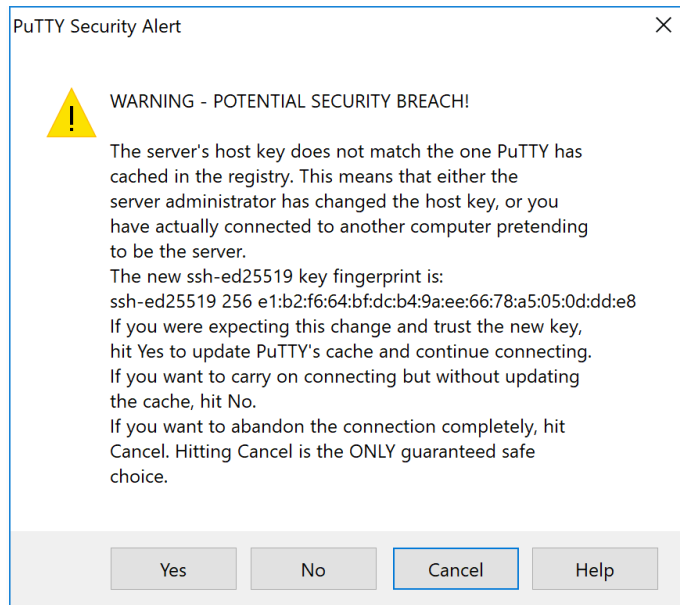 PuTTY Security Alert
WARNING - POTENTIAL SECURITY BREACH!
The server's host key does not match the one PuTTY has
cached in the registry. This means that either the
server administrator has changed the host key, or you
have actually connected to another computer pretending
to be the server.
The new ssh-ed25519 key fingerprint is:
ssh-ed25519 256 e1:b2:f6:64:bf:dc:b4:9a:ee:66:78:a5:05:0d:dd:e8
If you were expecting this change and trust the new key,
hit Yes to update PuTTY's cache and continue connecting.
If you want to carry on connecting but without updating
the cache, hit No.
If you want to abandon the connection completely, hit
Cancel. Hitting Cancel is the ONLY guaranteed safe
choice.
Yes No Cancel Help